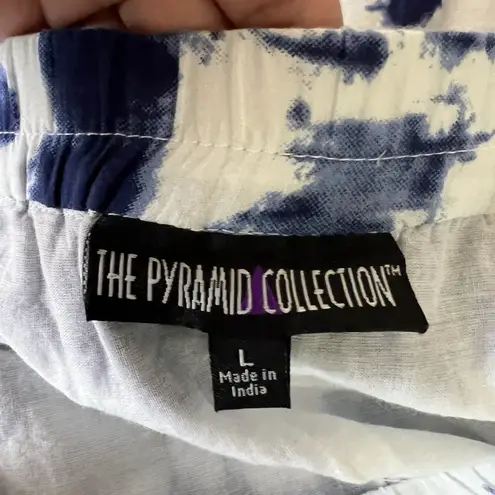 THE PYRAMID COLLECTION™
L
Made in
India